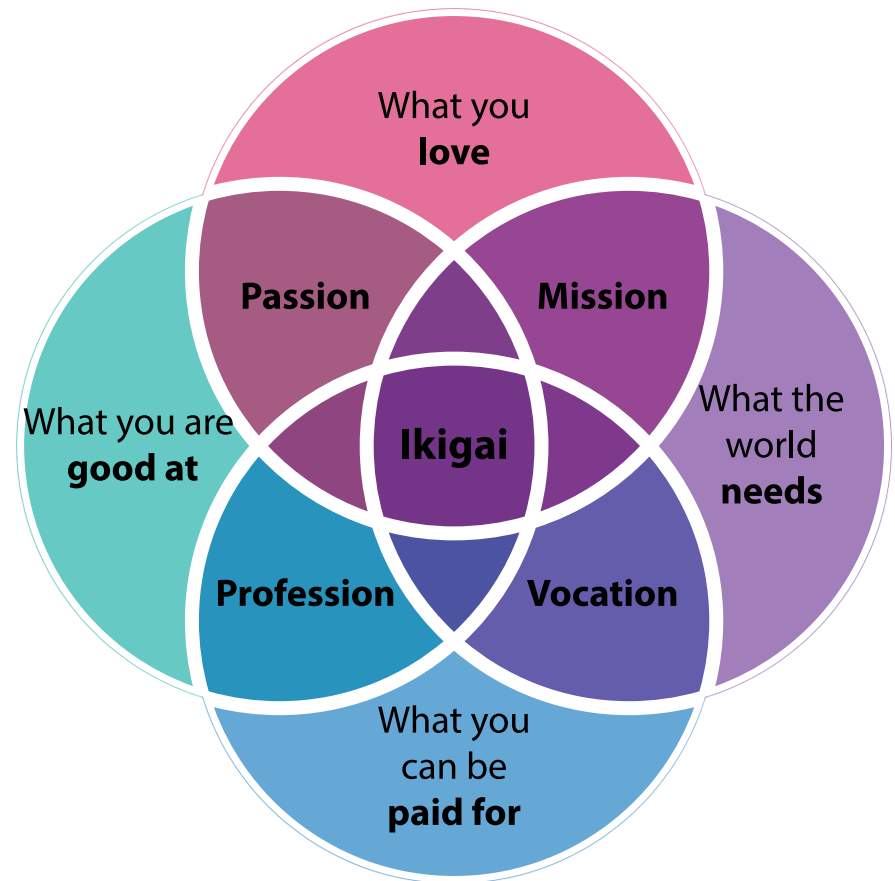 What you
love
Passion
Mission
What you are
good at
Ikigai
What the
world
needs
Profession
Vocation
What you
can be
paid for